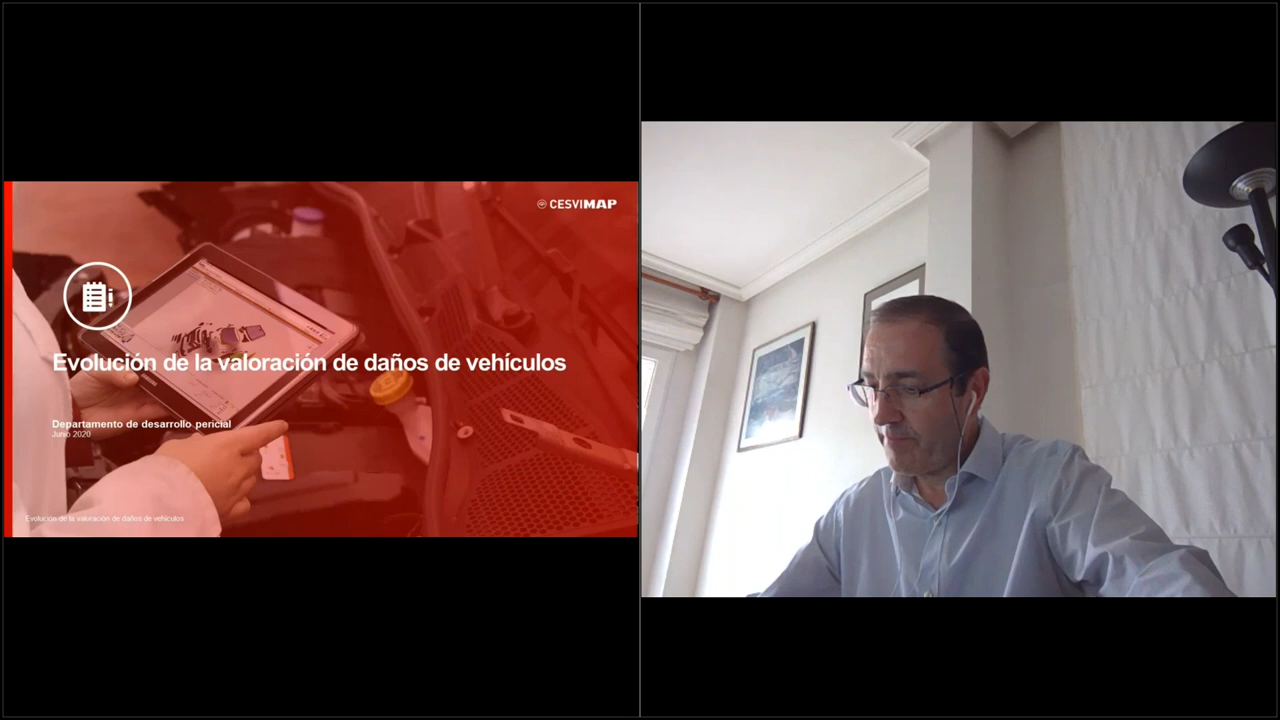 CESVIMAP
Evolución de la valoración de daños de vehículos
Departamento de desarrollo pericial
Junio 2020
Evolución de la valoración de daños de vehículos